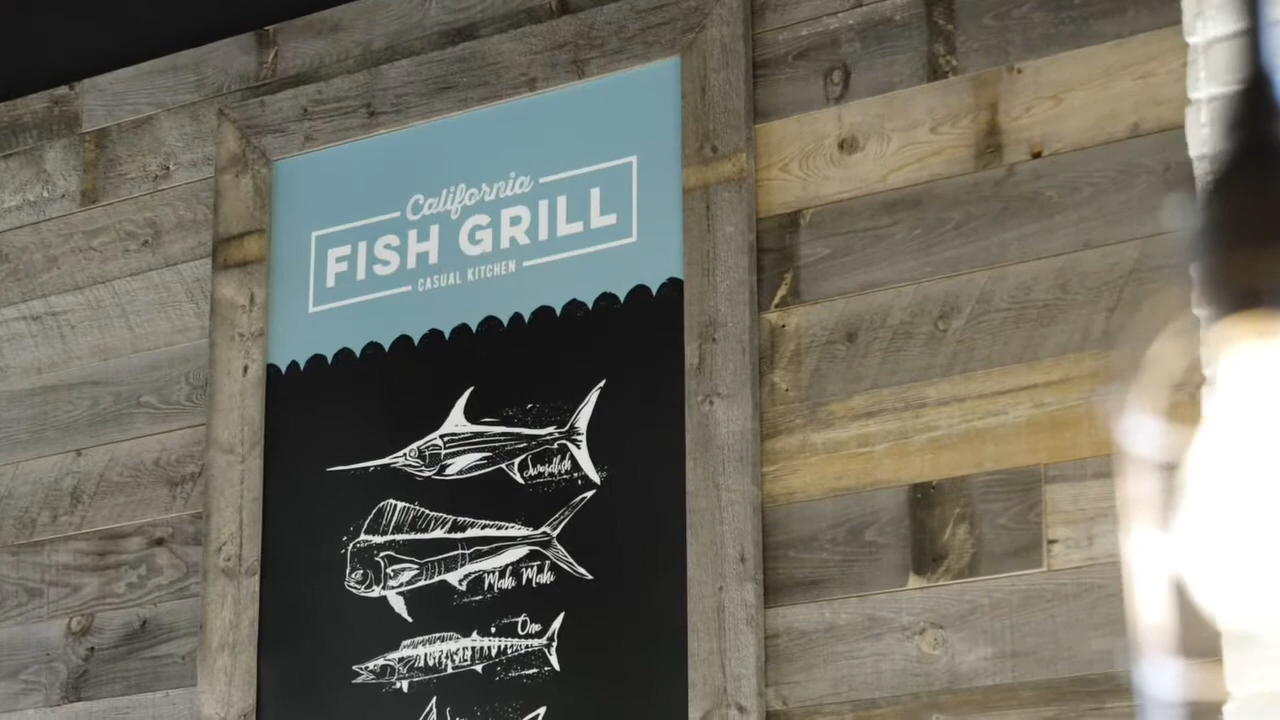 California
FISH GRILL
CASUAL KITCHEN
Swordfish
Mahi Mahi
Ono